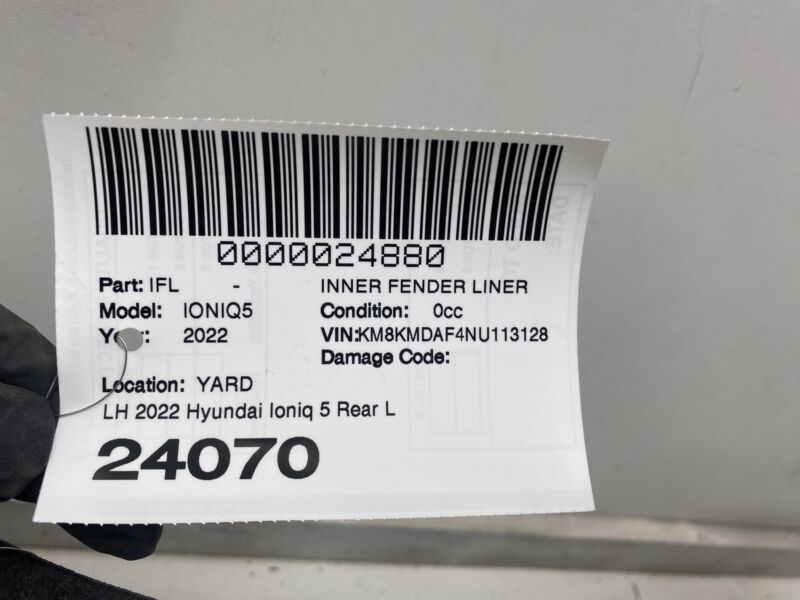 0000024880
Part: IFL - INNER FENDER LINER
Model: IONIQ5 Condition: 0cc
2022 VIN:KM8KMDAF4NU113128
Damage Code:
Location: YARD
LH 2022 Hyundai Ioniq 5 Rear L
24070
DATE: